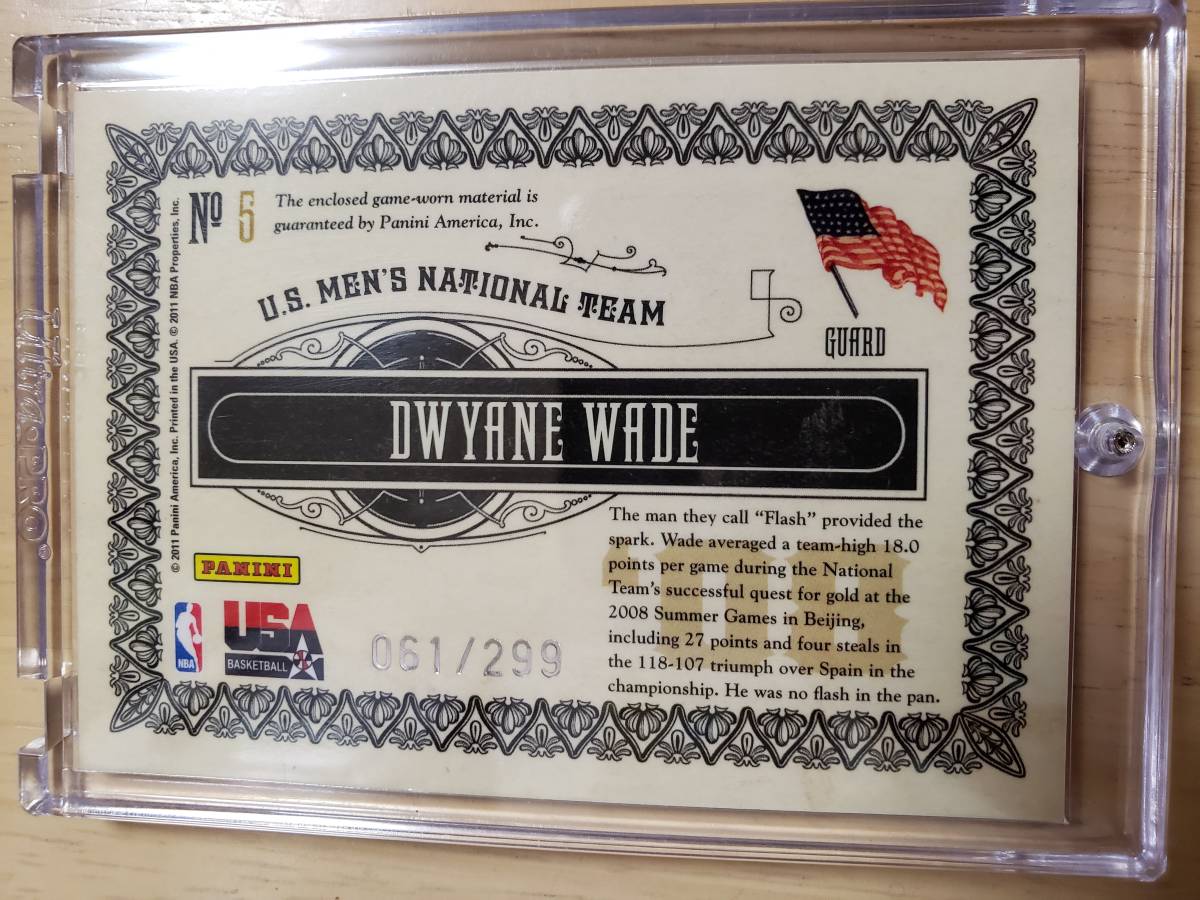 Nº 5
The enclosed game-worn material is
guaranteed by Panini America, Inc.
U.S. MEN'S NATIONAL TEAM
GUARD
DWYANE WADE
The man they call “Flash” provided the
spark. Wade averaged a team-high 18.0
points per game during the National
Team's successful quest for gold at the
2008 Summer Games in Beijing,
including 27 points and four steals in
the 118-107 triumph over Spain in the
championship. He was no flash in the pan.
'08
PANINI
NBA
USA
BASKETBALL
061/299
© 2011 Panini America, Inc. Printed in the USA. © 2011 NBA Properties, Inc.
Ultra PRO